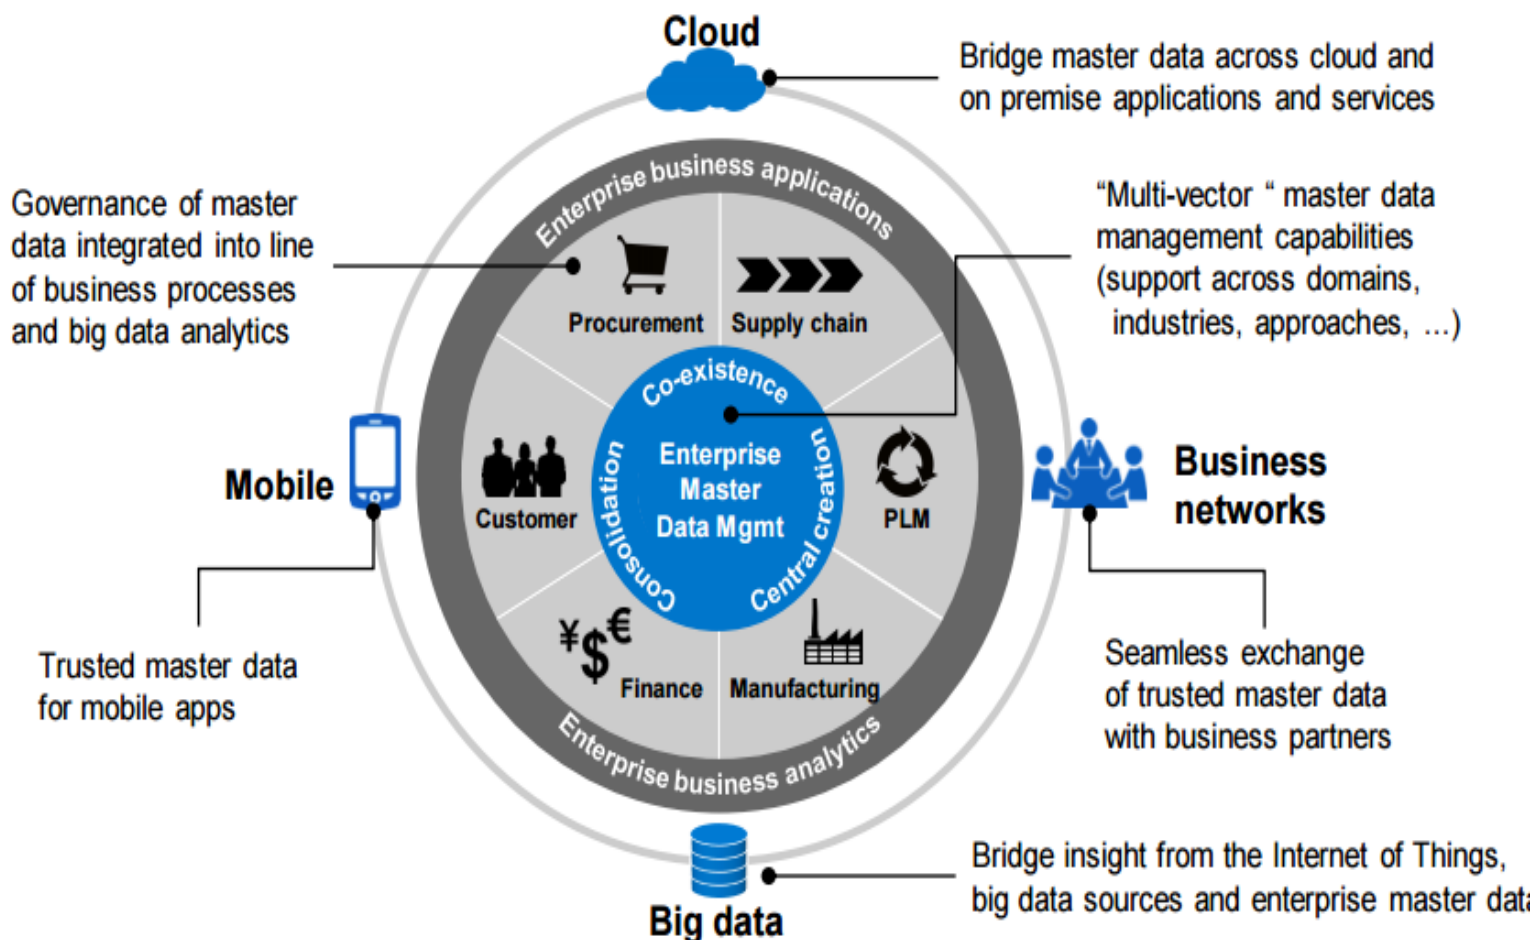 Cloud
Bridge master data across cloud and
on premise applications and services
Enterprise business applications
Governance of master
data integrated into line
of business processes
and big data analytics
“Multi-vector “ master data
management capabilities
(support across domains,
industries, approaches, ...)
Procurement
Supply chain
Co-existence
Consolidation
Central creation
Enterprise
Master
Data Mgmt
Customer
PLM
Mobile
Business
networks
¥$€
Finance
Manufacturing
Enterprise business analytics
Trusted master data
for mobile apps
Seamless exchange
of trusted master data
with business partners
Bridge insight from the Internet of Things,
big data sources and enterprise master data
Big data